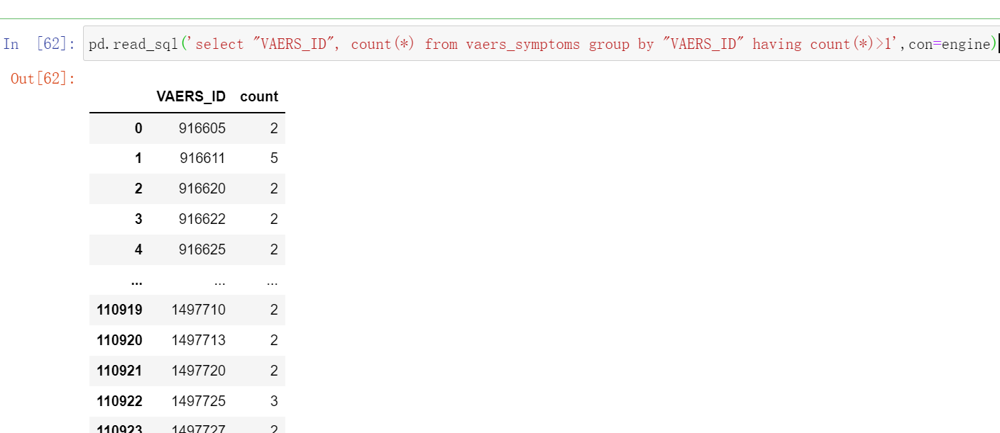 In [62]: pd.read_sql('select "VAERS_ID", count(*) from vaers_symptoms group by "VAERS_ID" having count(*)>1',con=engine)
Out[62]:
VAERS_ID count
0 916605 2
1 916611 5
2 916620 2
3 916622 2
4 916625 2
... ... ...
110919 1497710 2
110920 1497713 2
110921 1497720 2
110922 1497725 3
110923 1497727 2